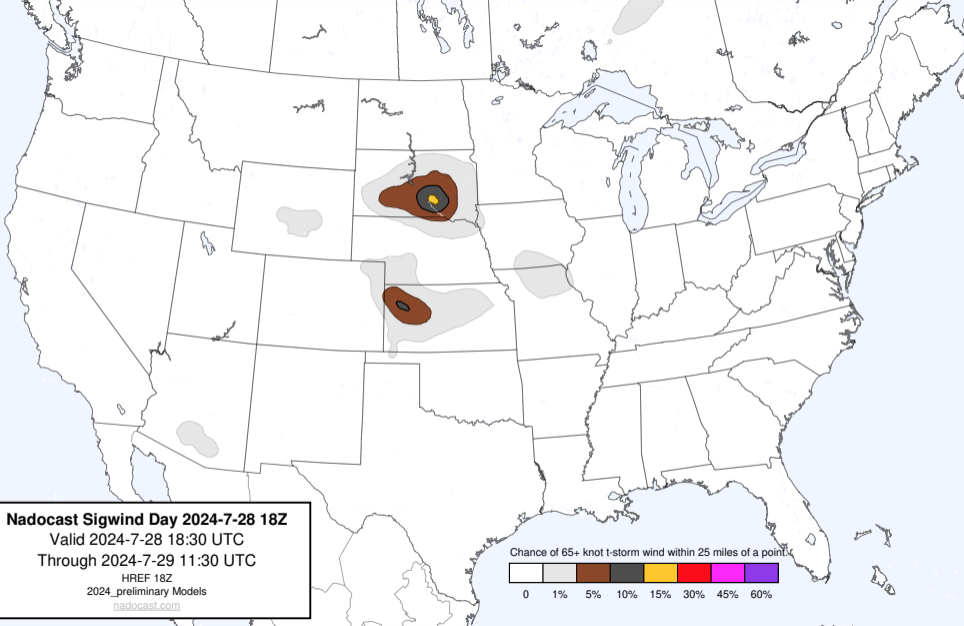 Nadocast Sigwind Day 2024-7-28 18Z
Valid 2024-7-28 18:30 UTC
Through 2024-7-29 11:30 UTC
HREF 18Z
2024_preliminary Models
nadocast.com
Chance of 65+ knot t-storm wind within 25 miles of a point.
0 1% 5% 10% 15% 30% 45% 60%